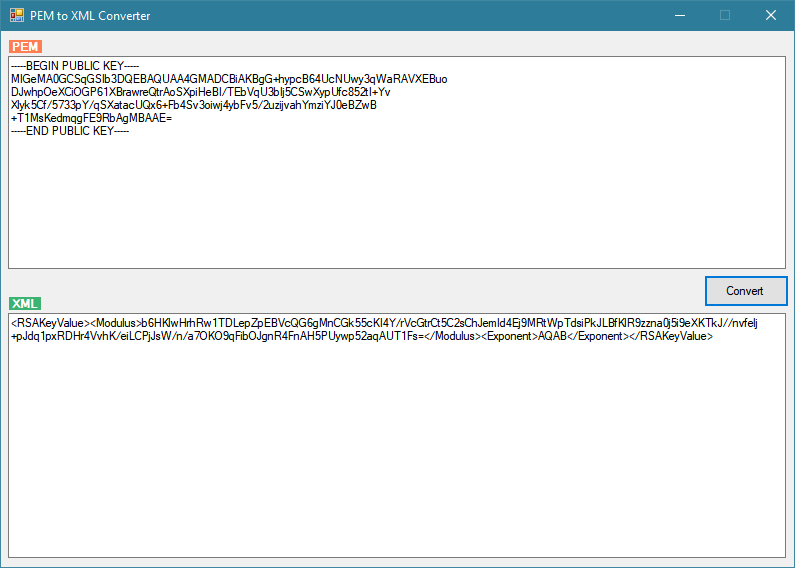 PEM to XML Converter
PEM
-----BEGIN PUBLIC KEY-----
MIGeMA0GCSqGSIb3DQEBAQUAA4GMADCBiAKBgG+hypcB64UcNUwy3qWaRAVXEBuo
DJwhpOeXCiOGP61XBrawreQtrAoSXpiHeBI/TEbVqU3blj5CSwXypUfc852tI+Yv
Xlyk5Cf/5733pY/qSXatacUQx6+Fb4Sv3oiwj4ybFv5/2uzijvahYmziYJ0eBZwB
+T1MsKedmqgFE9RbAgMBAAE=
-----END PUBLIC KEY-----
Convert
XML
<RSAKeyValue><Modulus>b6HKlwHrhRw1TDLepZpEBVcQG6gMnCGk55cKI4Y/rVcGtrCt5C2sChJemId4Ej9MRtWpTdsiPkJLBfKlR9zzna0j5i9eXKTkJ//nvfelj
+pJdq1pxRDHr4VvhK/eiLCPjJsW/n/a7OKO9qFibOJgnR4FnAH5PUywp52aqAUT1Fs=</Modulus><Exponent>AQAB</Exponent></RSAKeyValue>